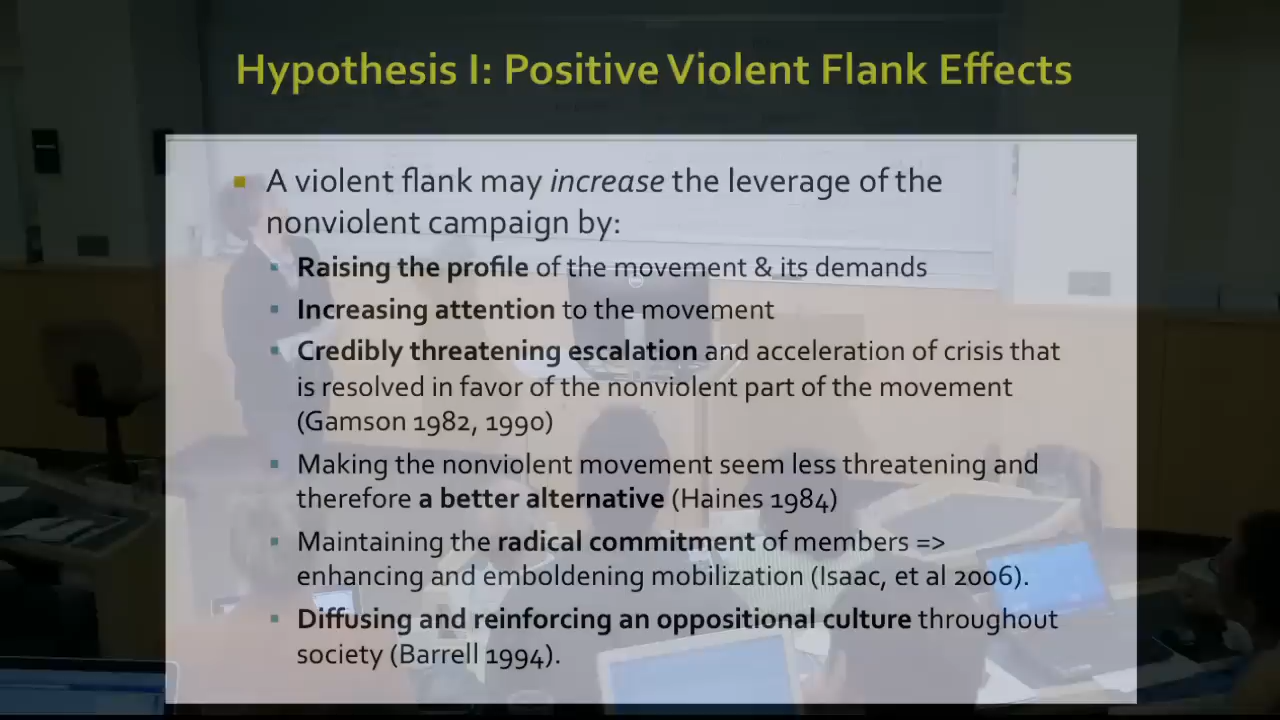 Hypothesis I: Positive Violent Flank Effects
A violent flank may increase the leverage of the
nonviolent campaign by:
Raising the profile of the movement & its demands
Increasing attention to the movement
Credibly threatening escalation and acceleration of crisis that
is resolved in favor of the nonviolent part of the movement
(Gamson 1982, 1990)
Making the nonviolent movement seem less threatening and
therefore a better alternative (Haines 1984)
Maintaining the radical commitment of members =>
enhancing and emboldening mobilization (Isaac, et al 2006).
Diffusing and reinforcing an oppositional culture throughout
society (Barrell 1994).